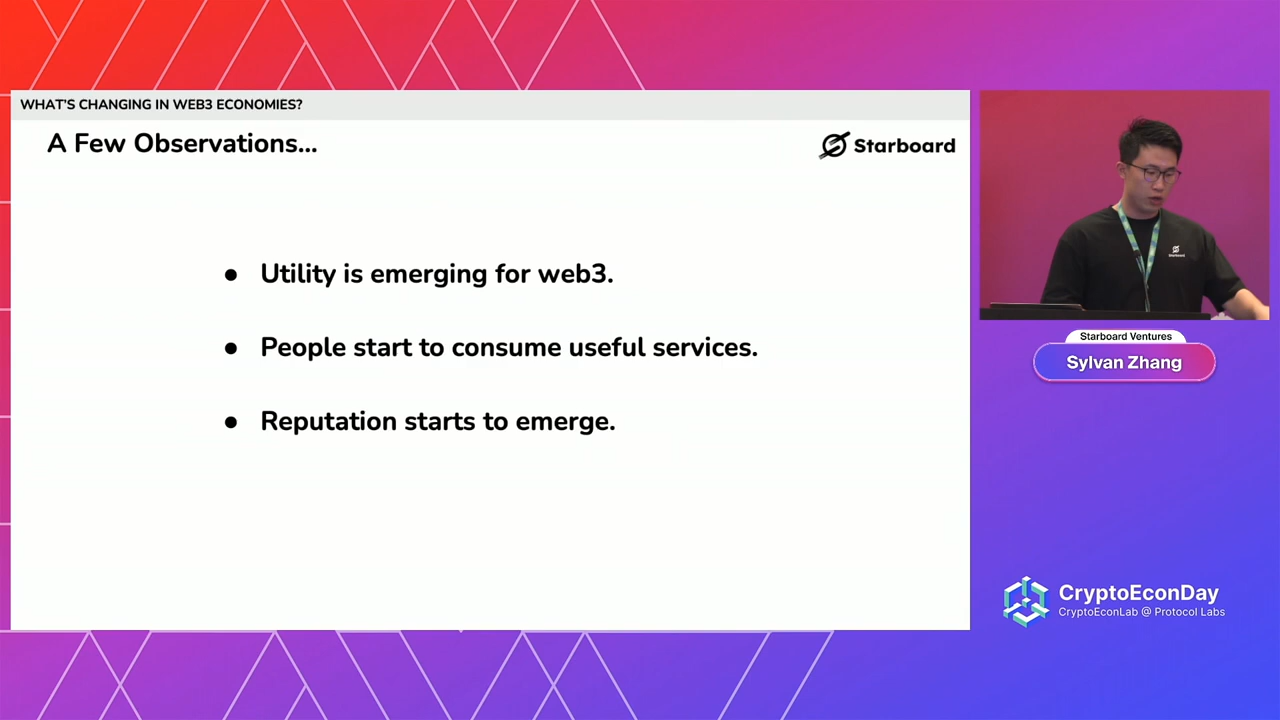 WHAT'S CHANGING IN WEB3 ECONOMIES?
A Few Observations...
Starboard
● Utility is emerging for web3.
● People start to consume useful services.
● Reputation starts to emerge.
Starboard
Starboard Ventures
Sylvan Zhang
CryptoEconDay
CryptoEconLab @ Protocol Labs